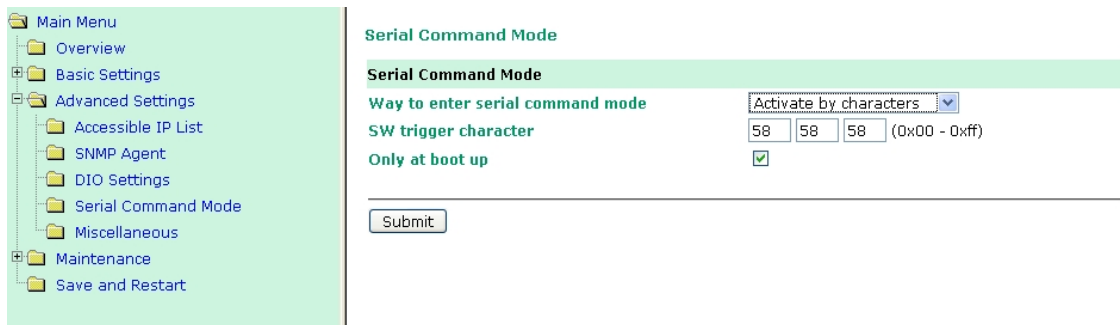 Main Menu
Overview
Basic Settings
Advanced Settings
Accessible IP List
SNMP Agent
DIO Settings
Serial Command Mode
Miscellaneous
Maintenance
Save and Restart
Serial Command Mode
Serial Command Mode
Way to enter serial command mode Activate by characters
SW trigger character 58 58 58 (0x00 - 0xff)
Only at boot up
Submit